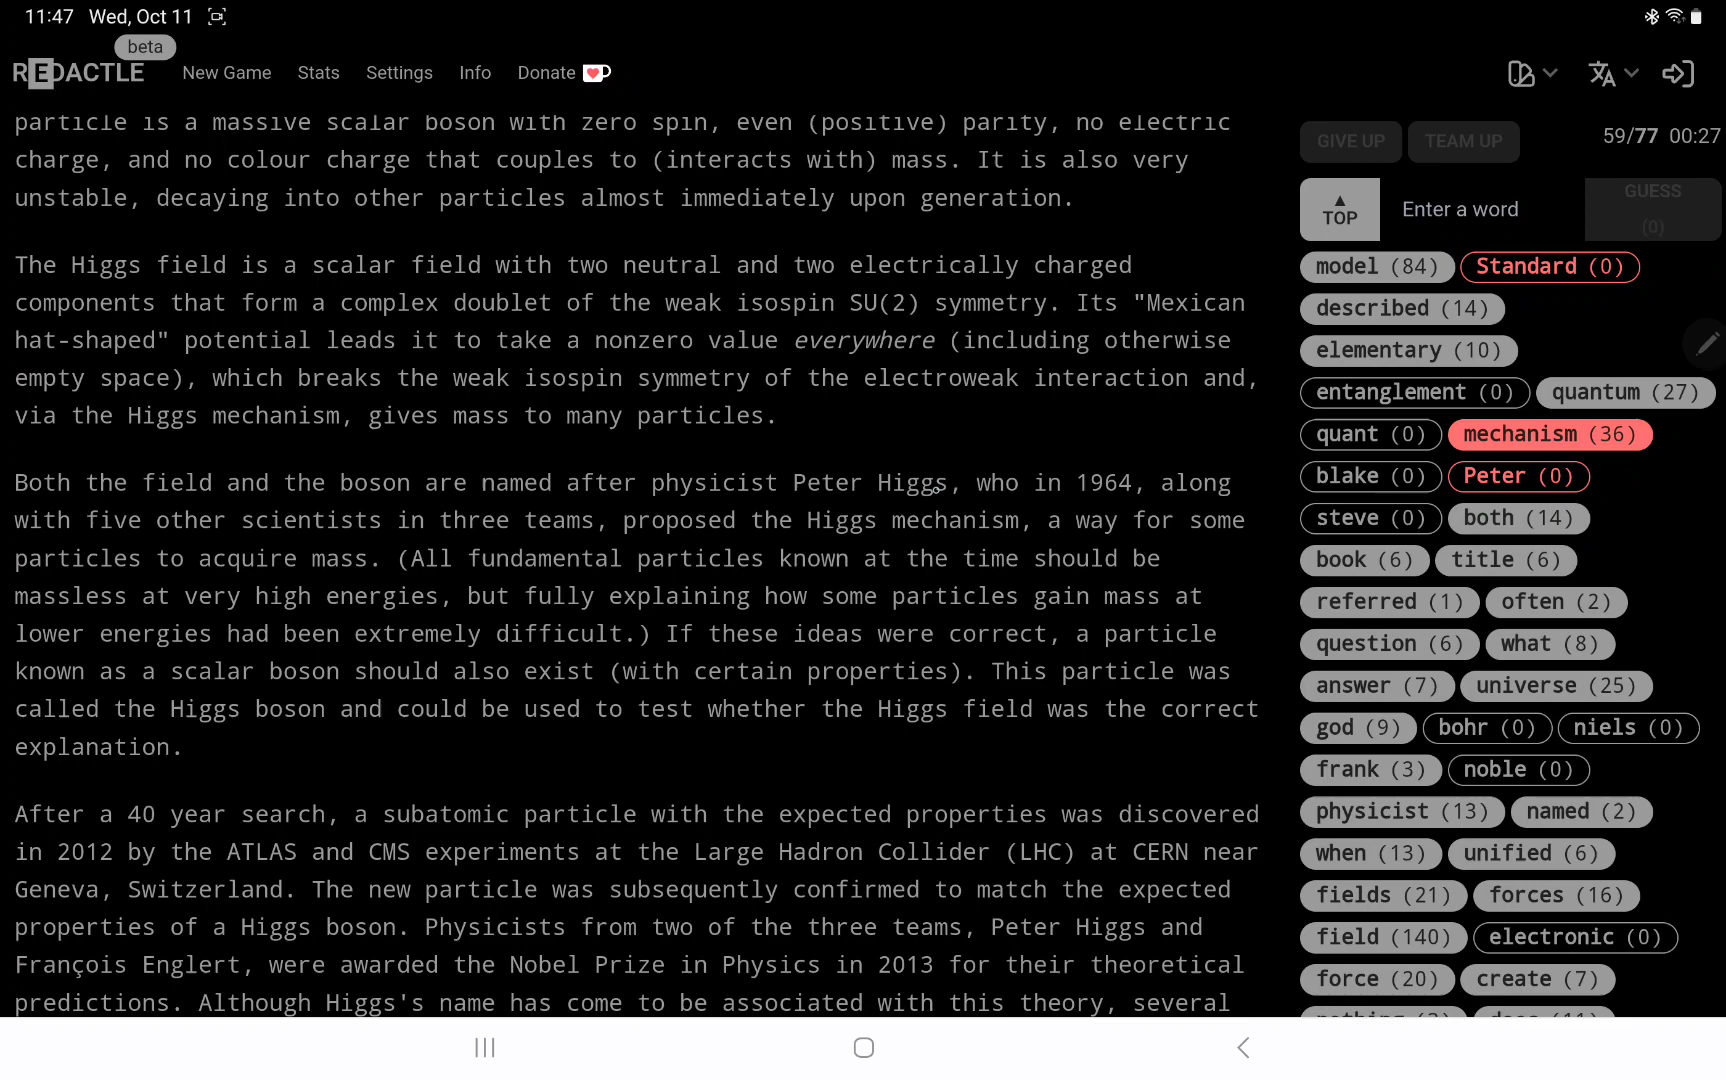 11:47 Wed, Oct 11
beta
REDACTLE New Game Stats Settings Info Donate
particle is a massive scalar boson with zero spin, even (positive) parity, no electric
charge, and no colour charge that couples to (interacts with) mass. It is also very
unstable, decaying into other particles almost immediately upon generation.
The Higgs field is a scalar field with two neutral and two electrically charged
components that form a complex doublet of the weak isospin SU(2) symmetry. Its "Mexican
hat-shaped" potential leads it to take a nonzero value everywhere (including otherwise
empty space), which breaks the weak isospin symmetry of the electroweak interaction and,
via the Higgs mechanism, gives mass to many particles.
Both the field and the boson are named after physicist Peter Higgs, who in 1964, along
with five other scientists in three teams, proposed the Higgs mechanism, a way for some
particles to acquire mass. (All fundamental particles known at the time should be
massless at very high energies, but fully explaining how some particles gain mass at
lower energies had been extremely difficult.) If these ideas were correct, a particle
known as a scalar boson should also exist (with certain properties). This particle was
called the Higgs boson and could be used to test whether the Higgs field was the correct
explanation.
After a 40 year search, a subatomic particle with the expected properties was discovered
in 2012 by the ATLAS and CMS experiments at the Large Hadron Collider (LHC) at CERN near
Geneva, Switzerland. The new particle was subsequently confirmed to match the expected
properties of a Higgs boson. Physicists from two of the three teams, Peter Higgs and
François Englert, were awarded the Nobel Prize in Physics in 2013 for their theoretical
predictions. Although Higgs's name has come to be associated with this theory, several
GIVE UP TEAM UP 59/77 00:27
▲
TOP Enter a word GUESS
(0)
model (84) Standard (0)
described (14)
elementary (10)
entanglement (0) quantum (27)
quant (0) mechanism (36)
blake (0) Peter (0)
steve (0) both (14)
book (6) title (6)
referred (1) often (2)
question (6) what (8)
answer (7) universe (25)
god (9) bohr (0) niels (0)
frank (3) noble (0)
physicist (13) named (2)
when (13) unified (6)
fields (21) forces (16)
field (140) electronic (0)
force (20) create (7)